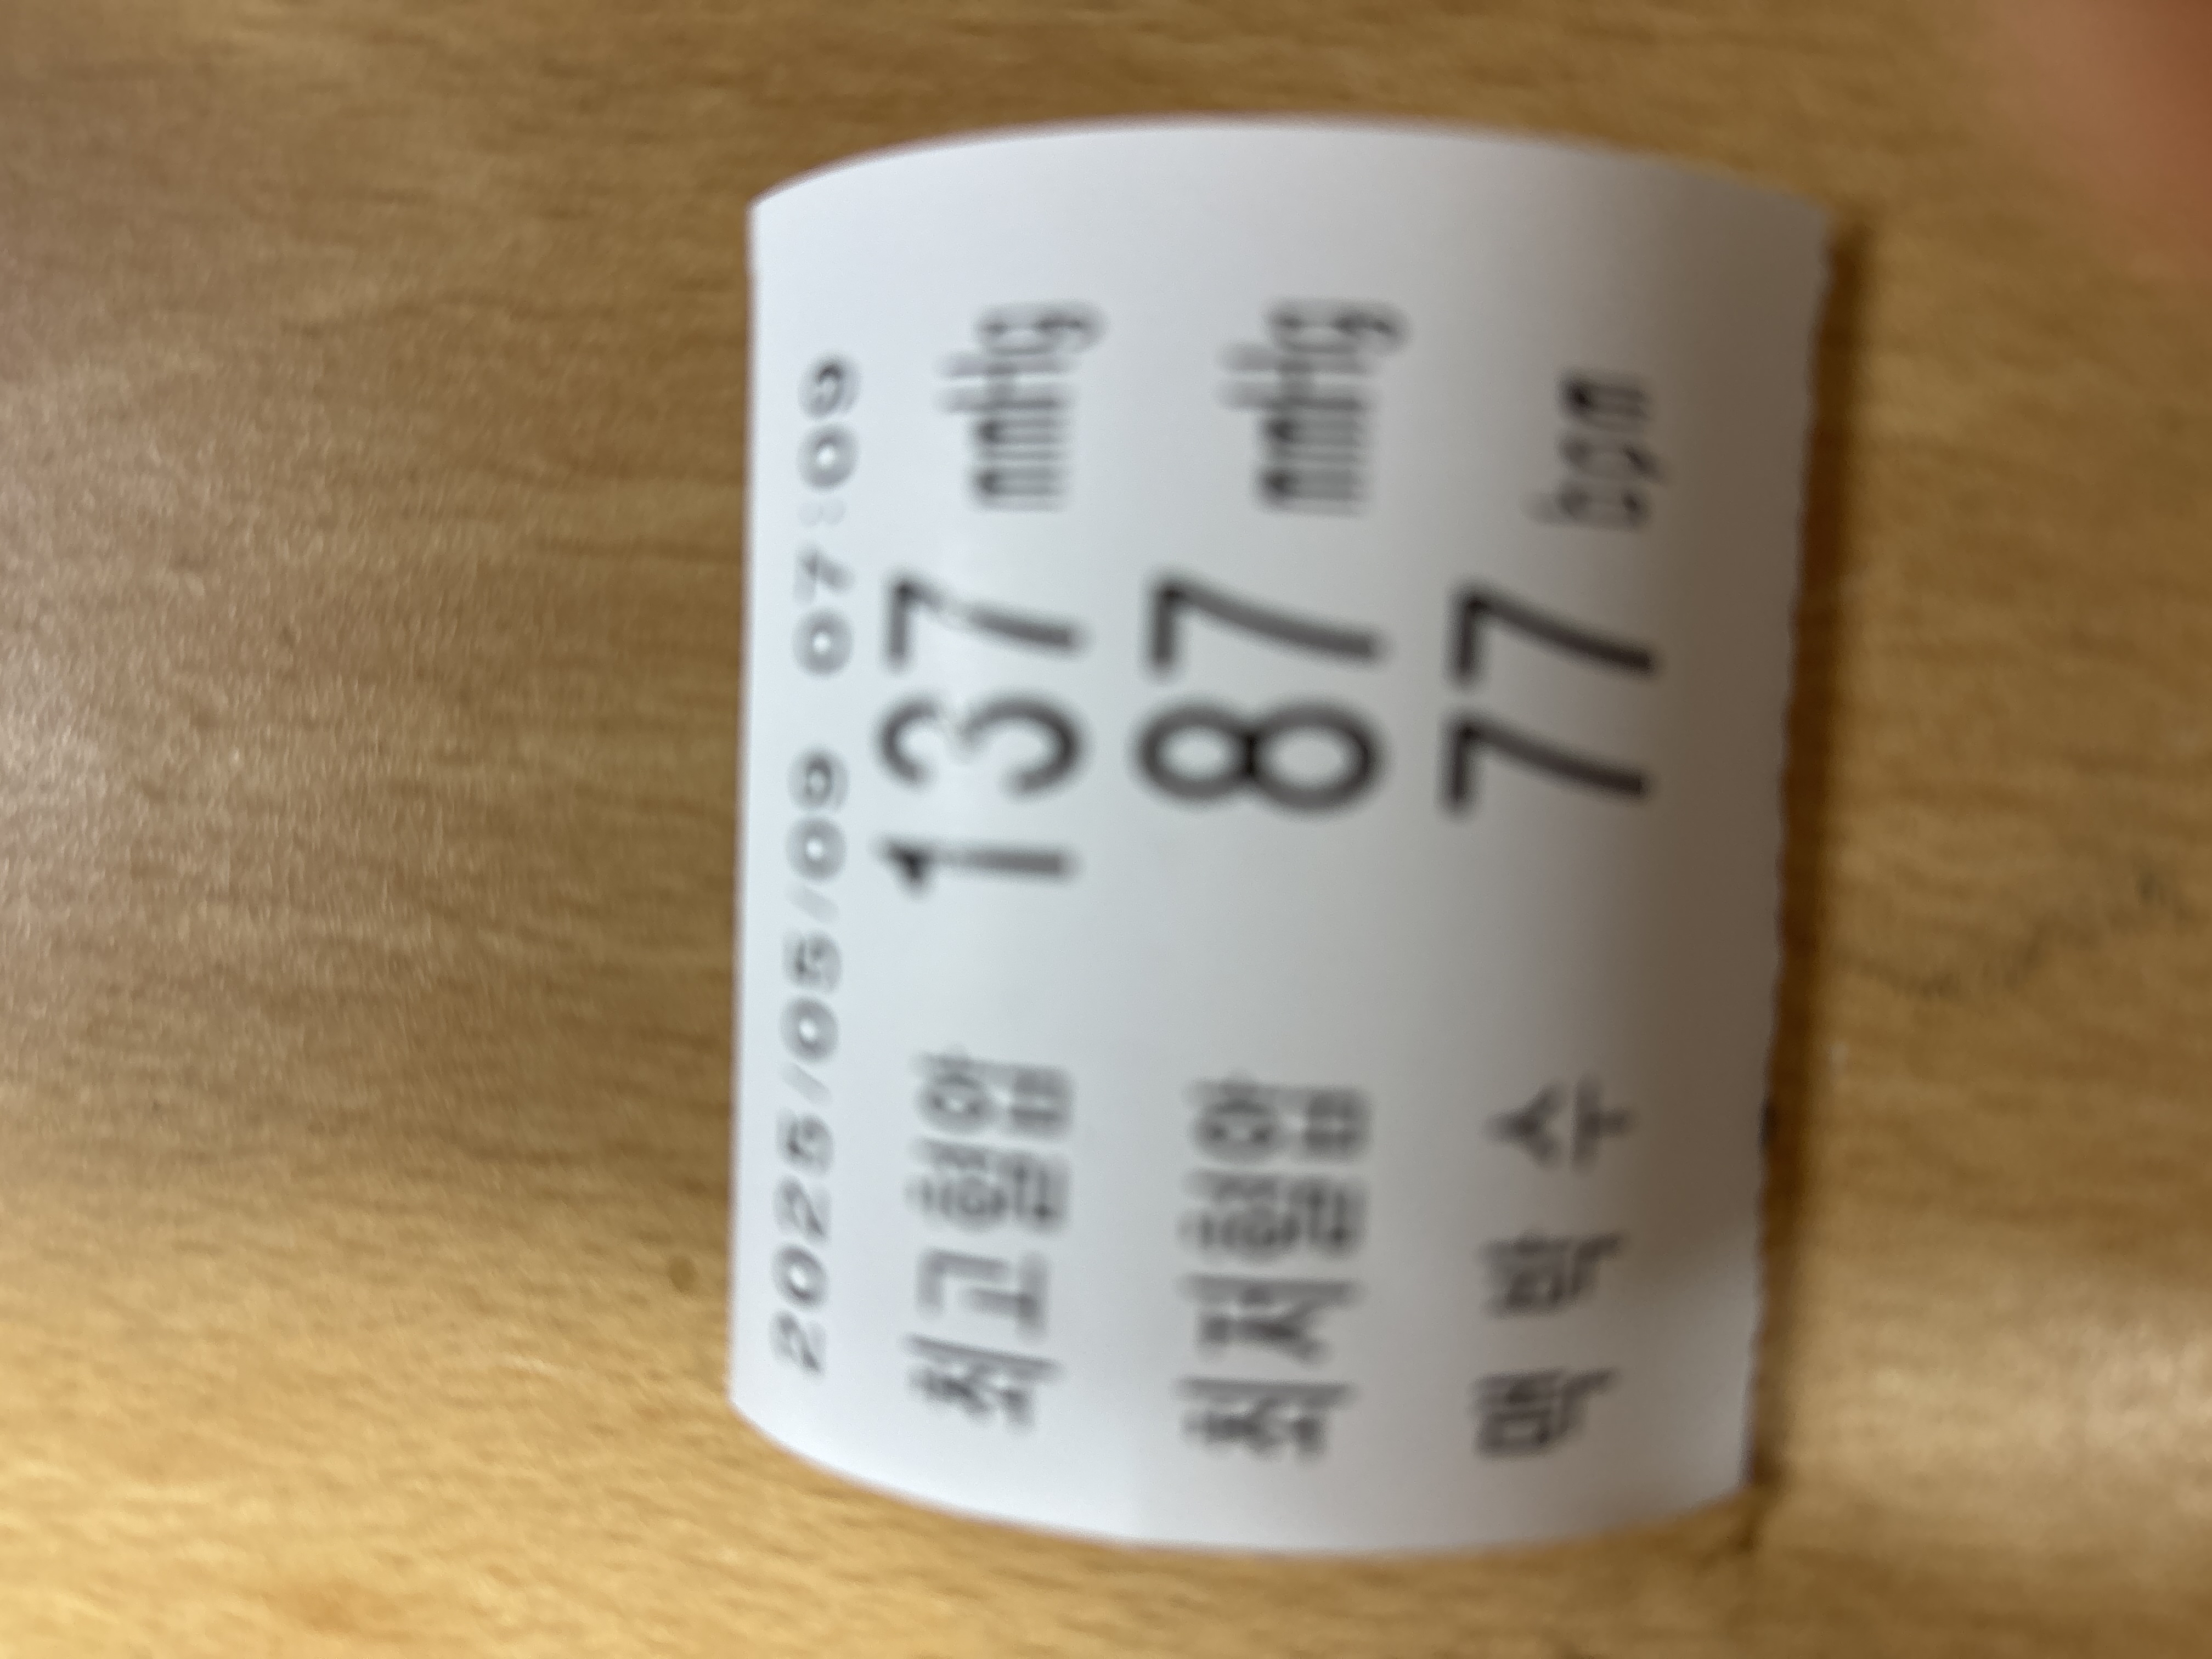 2025/05/09 07:09
최고혈압 137 mmHg
최저혈압 87 mmHg
맥 박 수 77 bpm